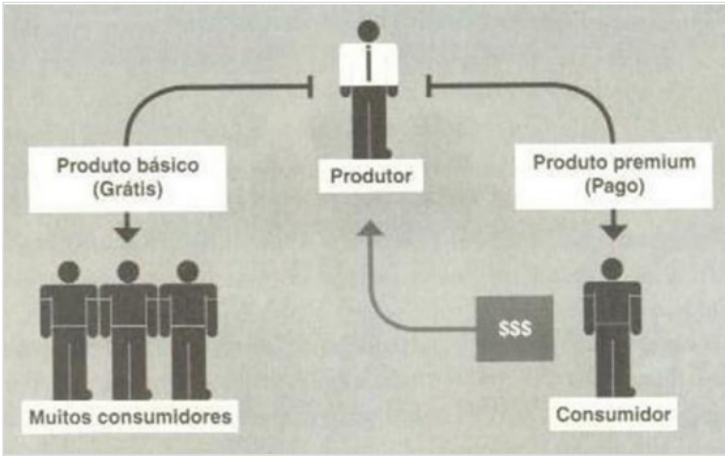 Produto básico
(Grátis)
Produtor
Produto premium
(Pago)
$$$
Muitos consumidores
Consumidor